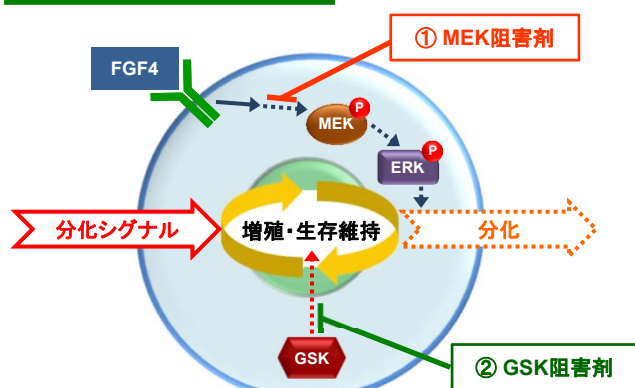 ① MEK阻害剤
FGF4
P
MEK
P
ERK
分化シグナル
増殖・生存維持
分化
GSK
② GSK阻害剤